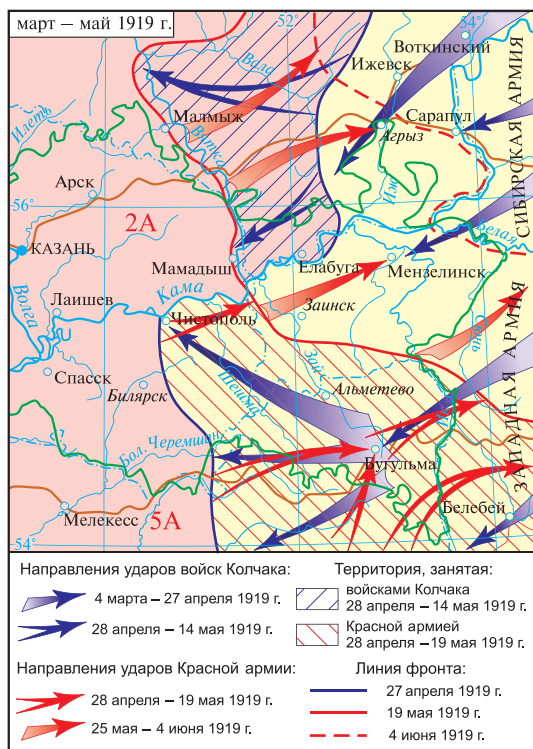 март – май 1919 г.
52
54
Воткинский
Ижевск
Вала
Малмыж
Сарапул
Агрыз
Илеть
Вятка
Арск
Иж
56°
2А
СИБИРСКАЯ АРМИЯ
Белая
КАЗАНЬ
Мамадыш
Елабуга
Мензелинск
Кама
Волга
Лаишев
Заинск
Чистополь
Сюнь
Зай
Спасск
Билярск
Шешма
Альметево
ЗАПАДНАЯ АРМИЯ
Бол. Черемшан
Бугульма
Мелекесс
5А
Белебей
54°
Направления ударов войск Колчака:
4 марта – 27 апреля 1919 г.
28 апреля – 14 мая 1919 г.
Территория, занятая:
войсками Колчака
28 апреля – 14 мая 1919 г.
Красной армией
28 апреля – 19 мая 1919 г.
Направления ударов Красной армии:
28 апреля – 19 мая 1919 г.
25 мая – 4 июня 1919 г.
Линия фронта:
27 апреля 1919 г.
19 мая 1919 г.
4 июня 1919 г.